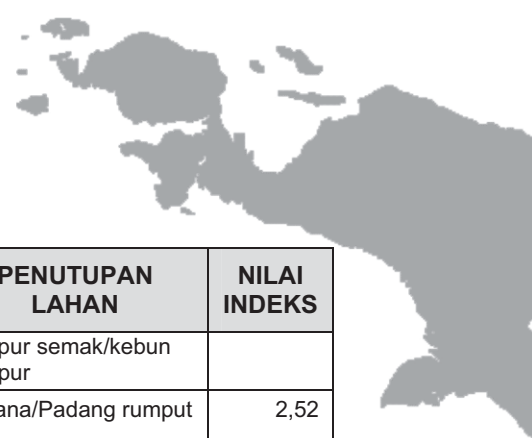 PENUTUPAN
LAHAN
NILAI
INDEKS
pur semak/kebun
pur
ana/Padang rumput
2,52